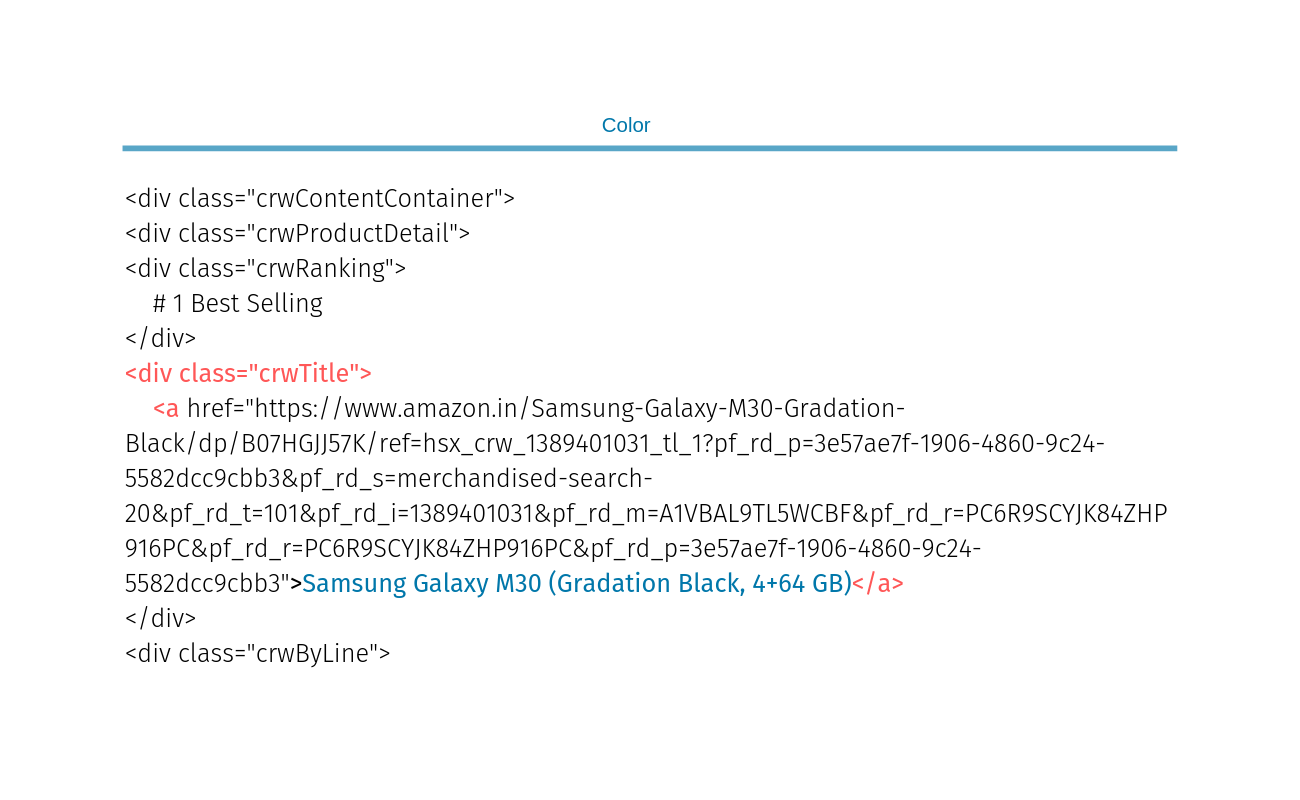 Color
<div class="crwContentContainer">
<div class="crwProductDetail">
<div class="crwRanking">
    # 1 Best Selling
</div>
<div class="crwTitle">
    <a href="https://www.amazon.in/Samsung-Galaxy-M30-Gradation-
Black/dp/B07HGJJ57K/ref=hsx_crw_1389401031_tl_1?pf_rd_p=3e57ae7f-1906-4860-9c24-
5582dcc9cbb3&pf_rd_s=merchandised-search-
20&pf_rd_t=101&pf_rd_i=1389401031&pf_rd_m=A1VBAL9TL5WCBF&pf_rd_r=PC6R9SCYJK84ZHP
916PC&pf_rd_r=PC6R9SCYJK84ZHP916PC&pf_rd_p=3e57ae7f-1906-4860-9c24-
5582dcc9cbb3">Samsung Galaxy M30 (Gradation Black, 4+64 GB)</a>
</div>
<div class="crwByLine">